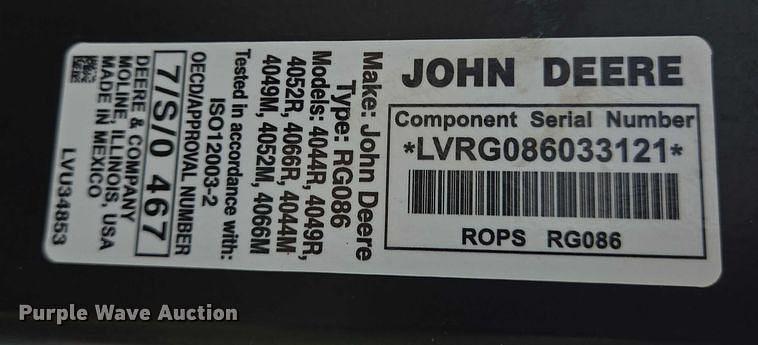 JOHN DEERE
Component Serial Number
*LVRG086033121*
ROPS RG086
Make: John Deere
Type: RG086
Models: 4044R, 4049R,
4052R, 4066R, 4044M
4049M, 4052M, 4066M
Tested in accordance with:
ISO12003-2
OECD/APPROVAL NUMBER
7/S/0 467
DEERE & COMPANY
MOLINE, ILLINOIS, USA
MADE IN MEXICO
LVU34853
Purple Wave Auction